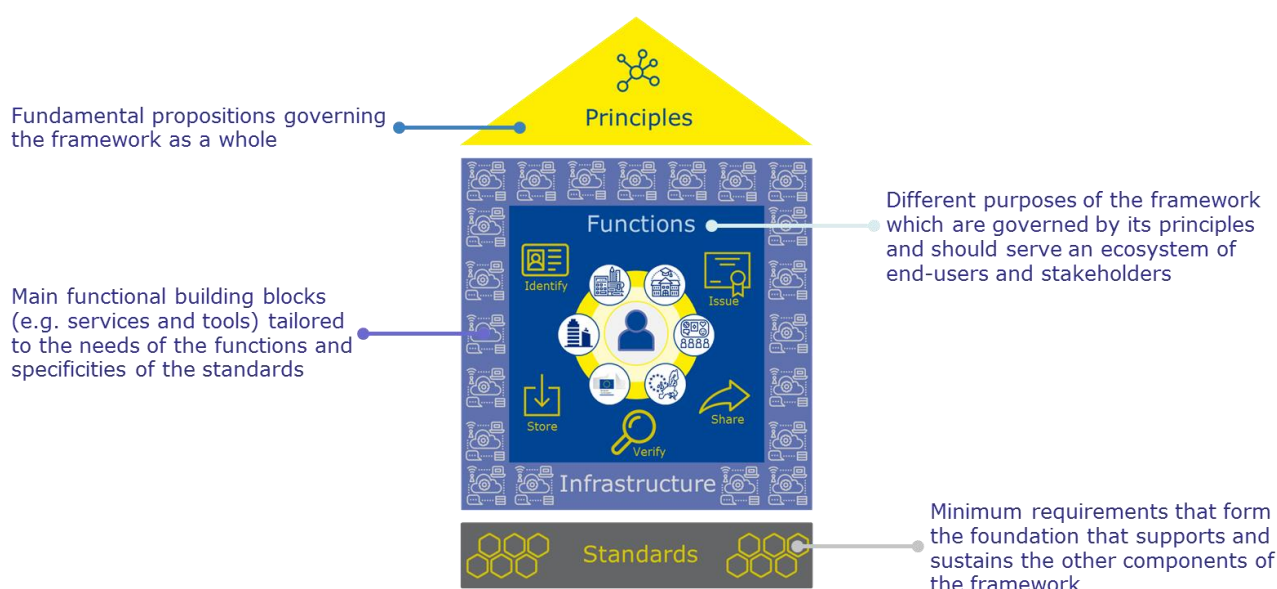 Principles
Fundamental propositions governing
the framework as a whole
Functions
Different purposes of the framework
which are governed by its principles
and should serve an ecosystem of
end-users and stakeholders
Identify
Issue
Main functional building blocks
(e.g. services and tools) tailored
to the needs of the functions and
specificities of the standards
Store
Share
Verify
Infrastructure
Standards
Minimum requirements that form
the foundation that supports and
sustains the other components of
the framework